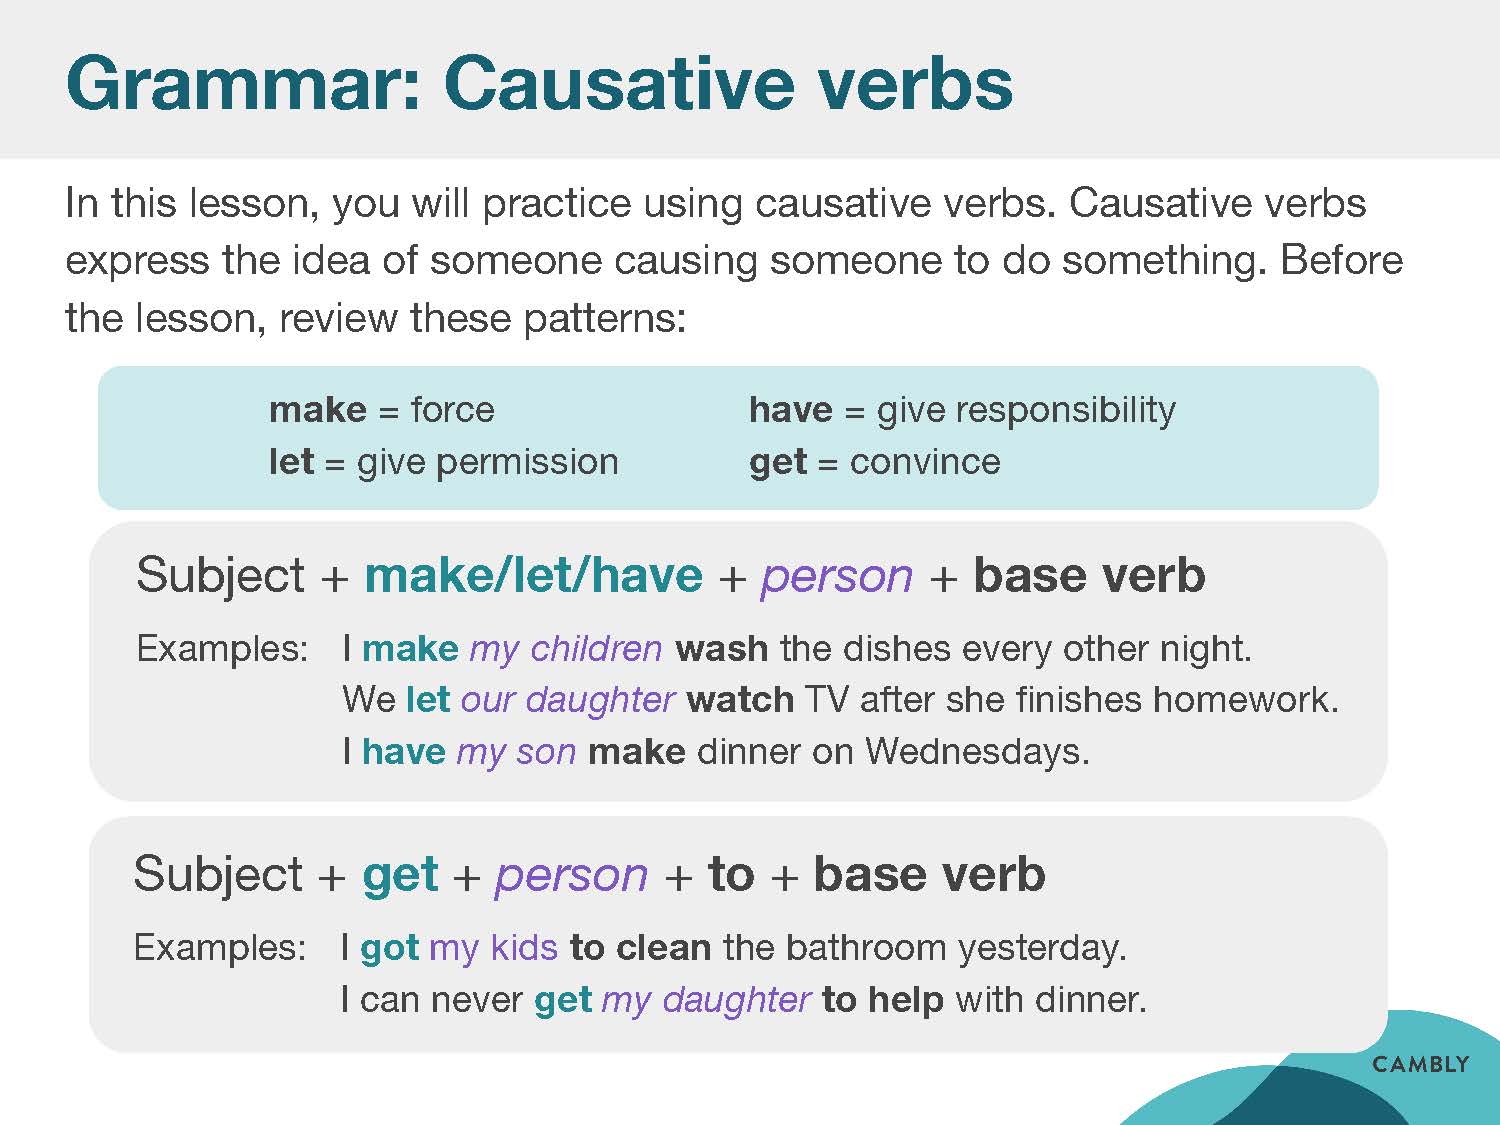 Grammar: Causative verbs
In this lesson, you will practice using causative verbs. Causative verbs
express the idea of someone causing someone to do something. Before
the lesson, review these patterns:
make = force
have = give responsibility
let = give permission
get = convince
Subject + make/let/have + person + base verb
Examples: I make my children wash the dishes every other night.
We let our daughter watch TV after she finishes homework.
I have my son make dinner on Wednesdays.
Subject + get + person + to + base verb
Examples: I got my kids to clean the bathroom yesterday.
I can never get my daughter to help with dinner.
CAMBLY